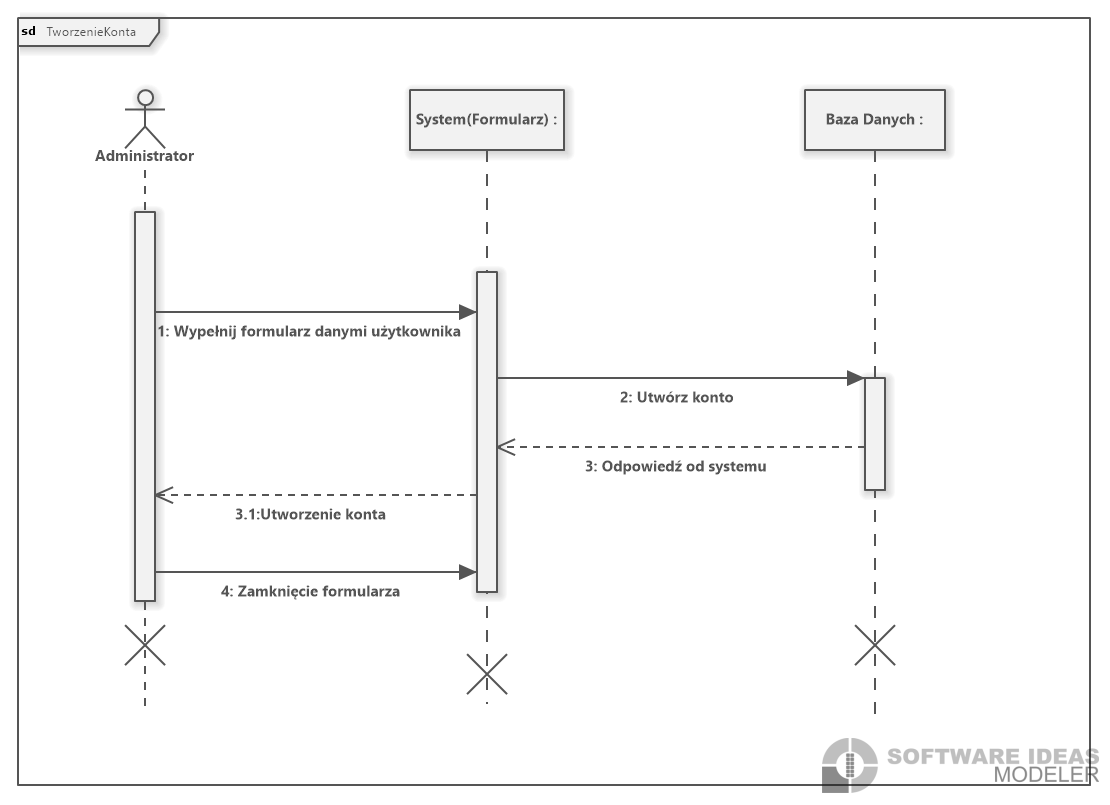 sd TworzenieKonta
Administrator
System(Formularz) :
Baza Danych :
1: Wypełnij formularz danymi użytkownika
2: Utwórz konto
3: Odpowiedź od systemu
3.1:Utworzenie konta
4: Zamknięcie formularza
SOFTWARE IDEAS
MODELER